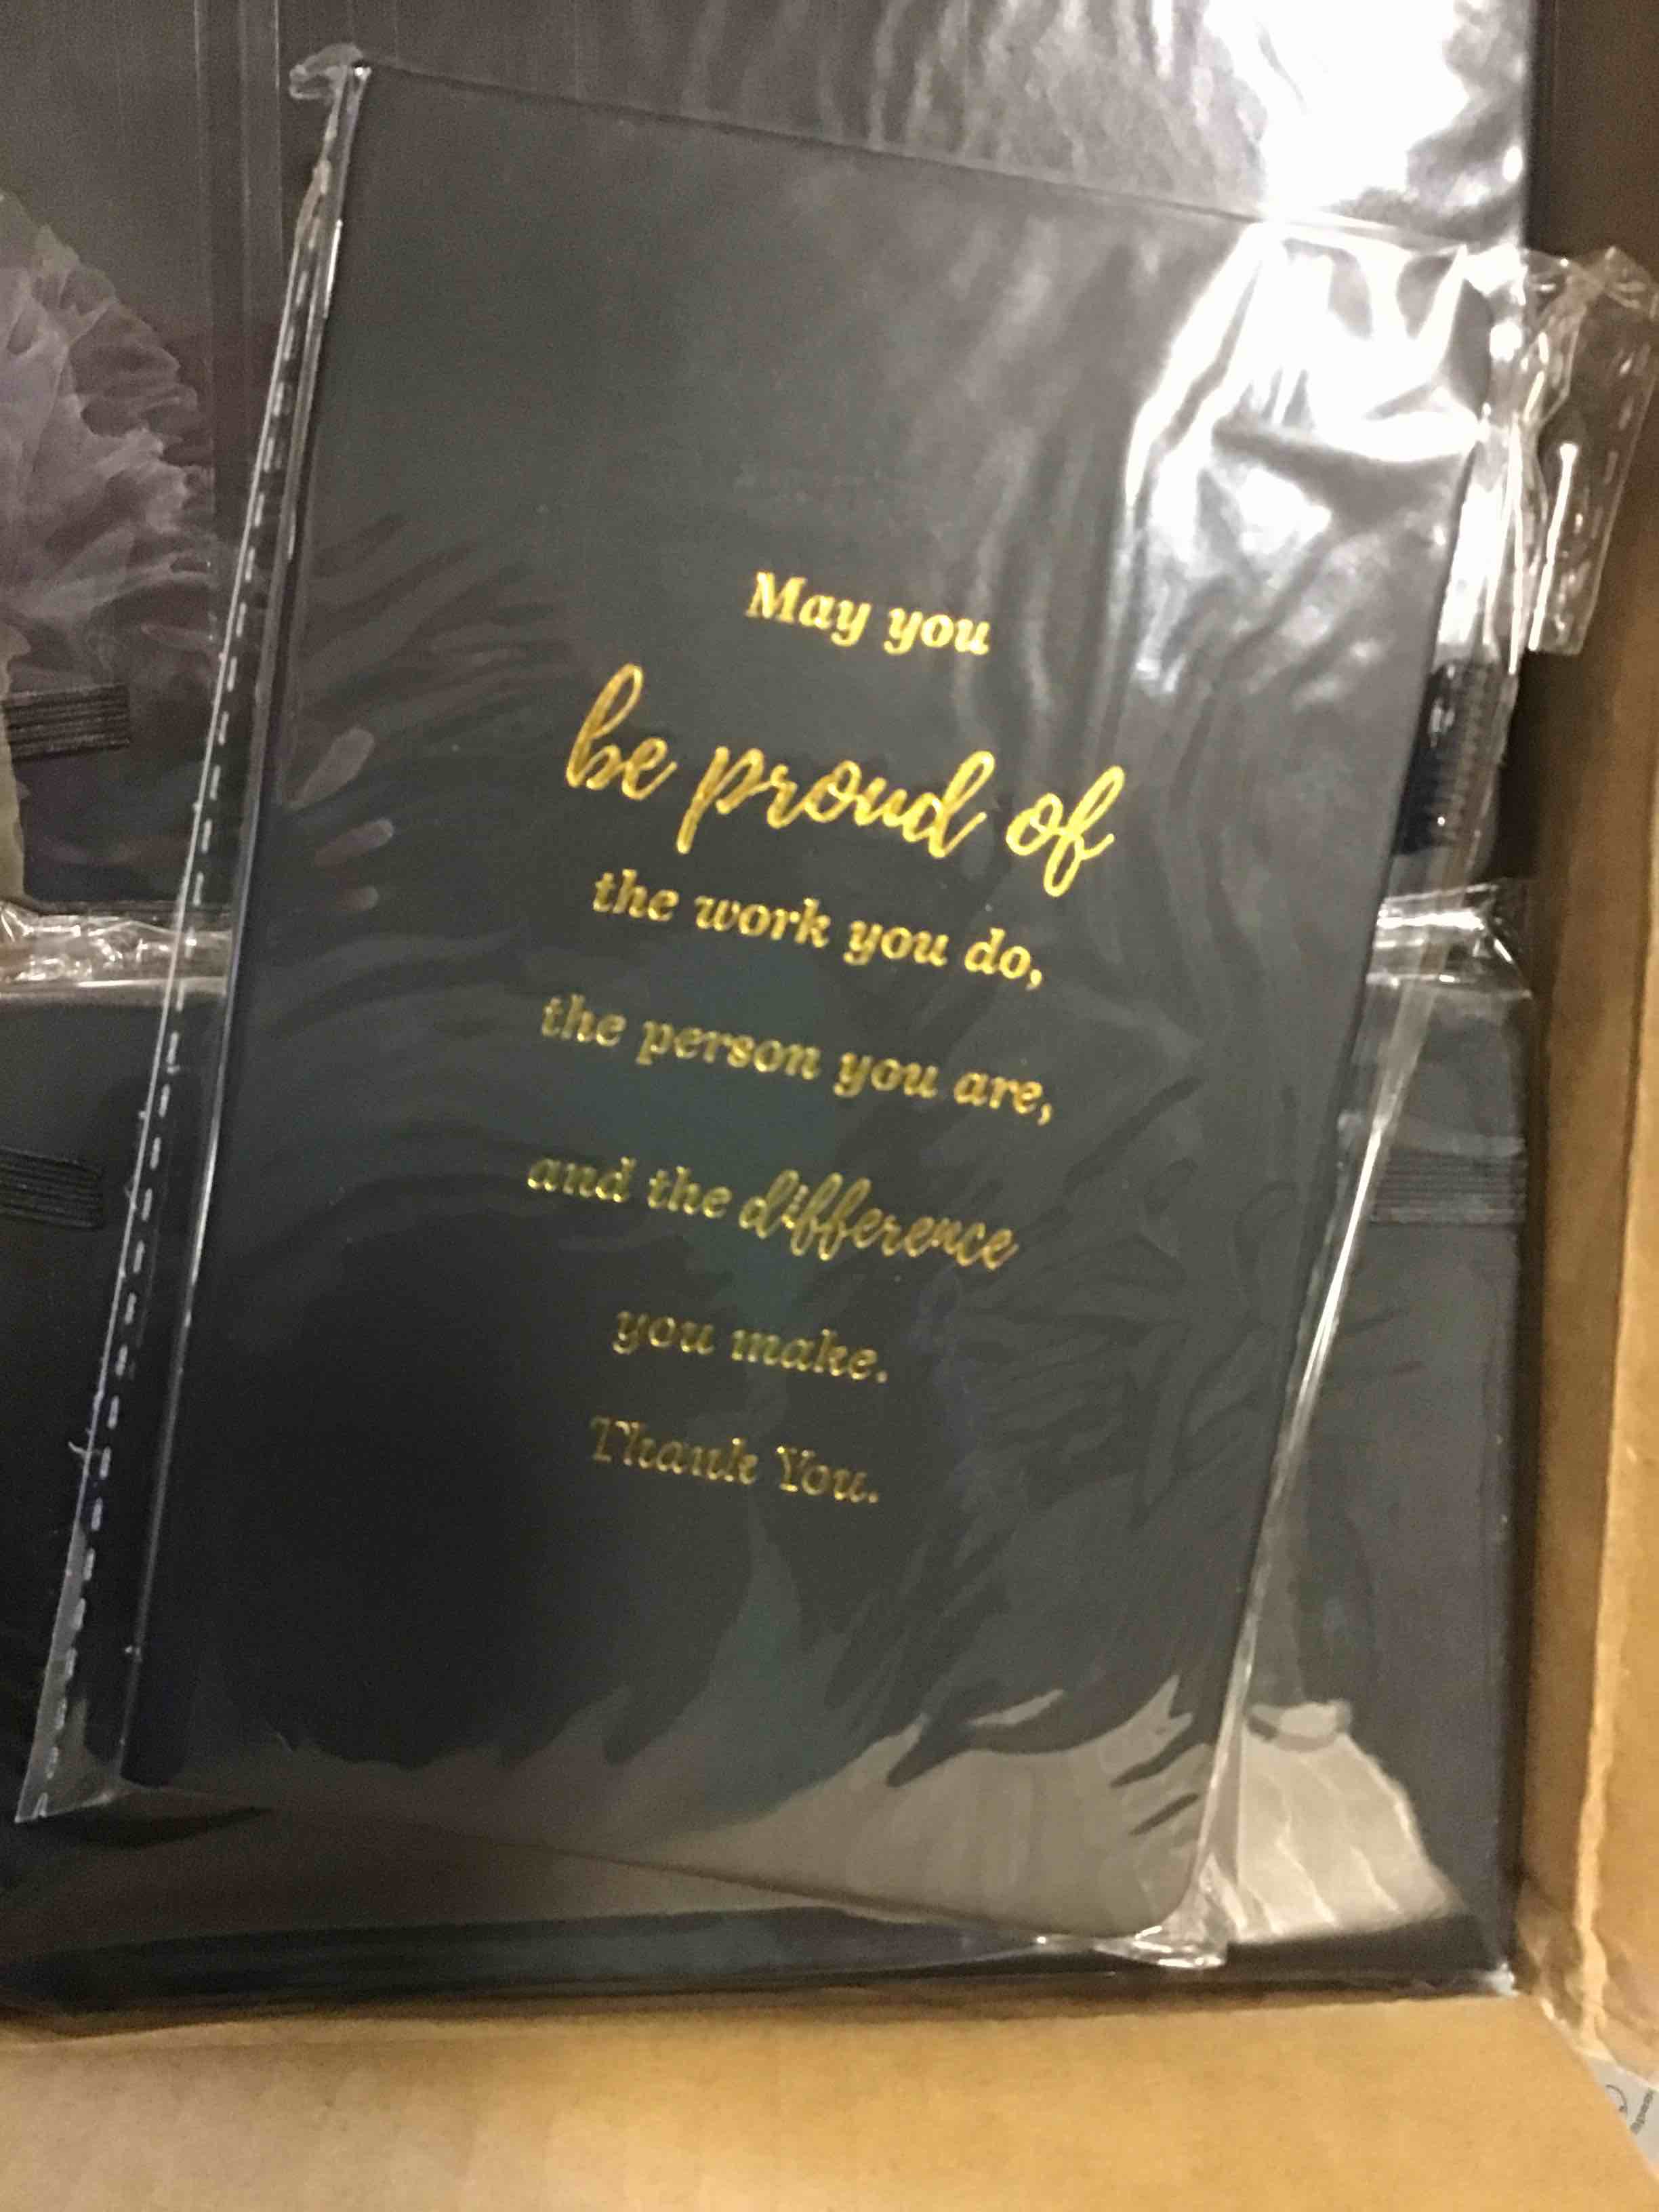 May you
be proud of
the work you do,
the person you are,
and the difference
you make.
Thank You.